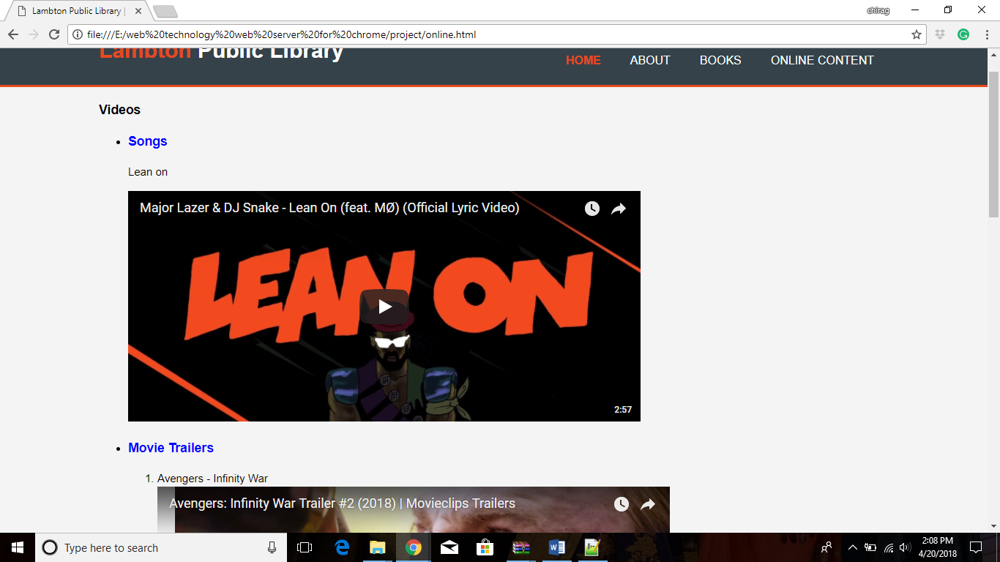 Lambton Public Library |
chirag
file:///E:/web%20technology%20web%20server%20for%20chrome/project/online.html
Lambton Public Library
HOME ABOUT BOOKS ONLINE CONTENT
Videos
Songs
Lean on
Major Lazer & DJ Snake - Lean On (feat. MØ) (Official Lyric Video)
LEAN ON
2:57
Movie Trailers
1. Avengers - Infinity War
Avengers: Infinity War Trailer #2 (2018) | Movieclips Trailers
Type here to search
2:08 PM
4/20/2018